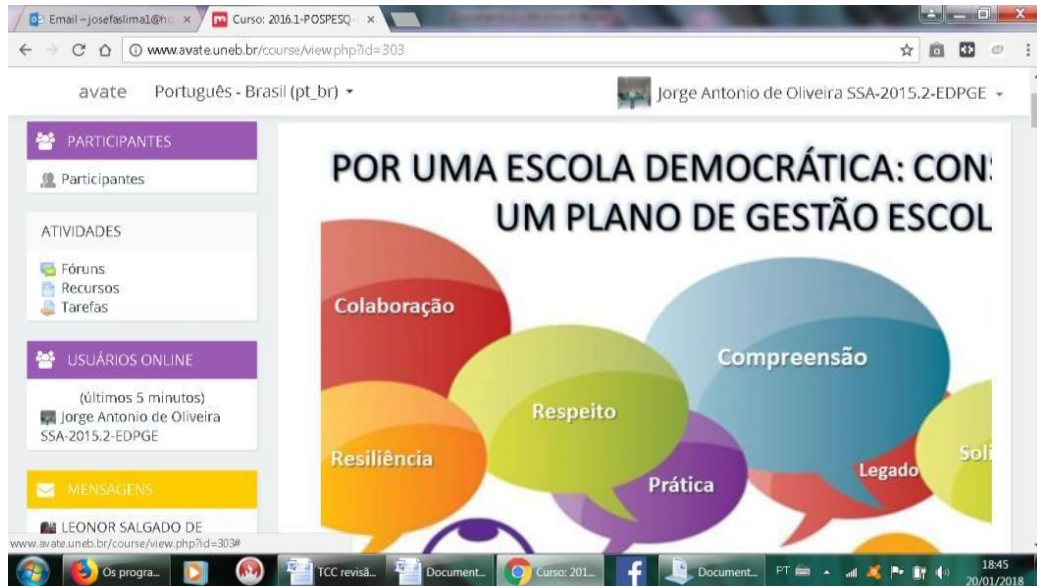 Email – josefaslima1@ho
Curso: 2016.1-POSPESQ-
www.avate.uneb.br/course/view.php?id=303
avate Português - Brasil (pt_br)
Jorge Antonio de Oliveira SSA-2015.2-EDPGE
PARTICIPANTES
Participantes
ATIVIDADES
Fóruns
Recursos
Tarefas
USUÁRIOS ONLINE
(últimos 5 minutos)
Jorge Antonio de Oliveira
SSA-2015.2-EDPGE
MENSAGENS
LEONOR SALGADO DE
POR UMA ESCOLA DEMOCRÁTICA: CONS
UM PLANO DE GESTÃO ESCOL
Colaboração
Compreensão
Respeito
Resiliência
Prática
Legado
Soli
www.avate.uneb.br/course/view.php?id=303#
Os progra...
TCC revisã...
Document...
Curso: 201...
Document...
PT
18:45
20/01/2018